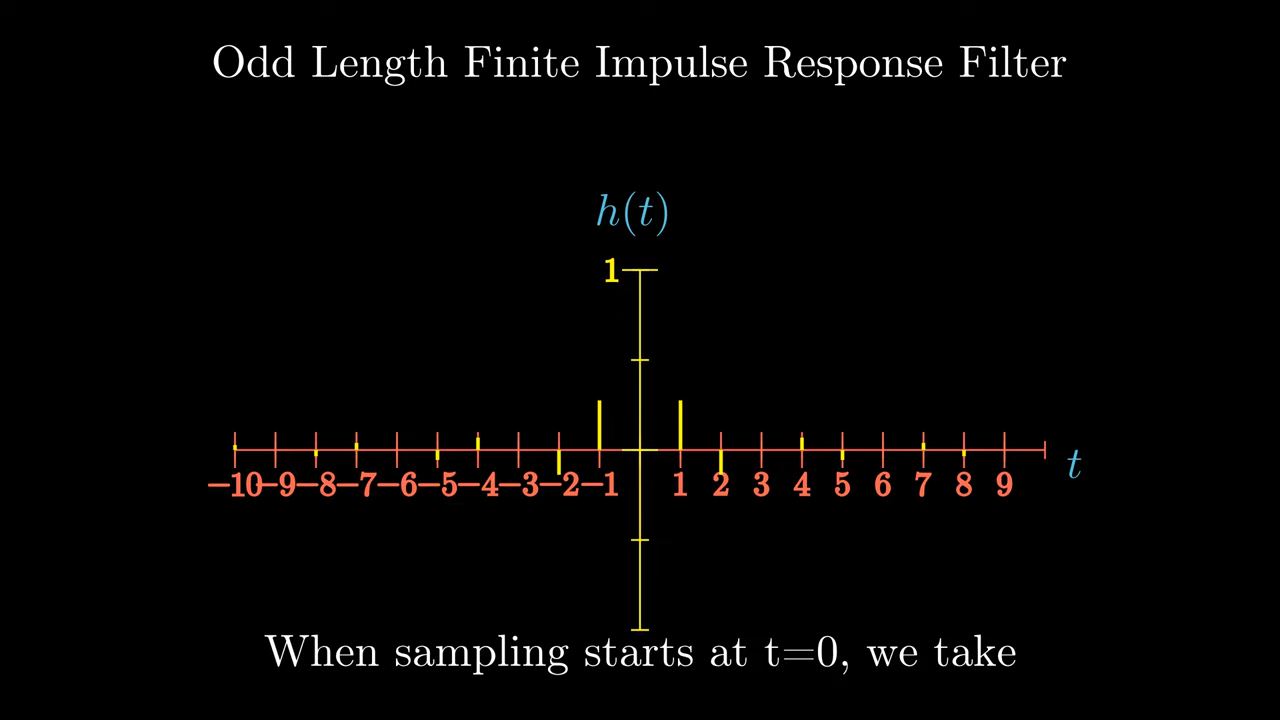 Odd Length Finite Impulse Response Filter
h(t)
1
t
−10 −9 −8 −7 −6 −5 −4 −3 −2 −1 1 2 3 4 5 6 7 8 9
When sampling starts at t=0, we take